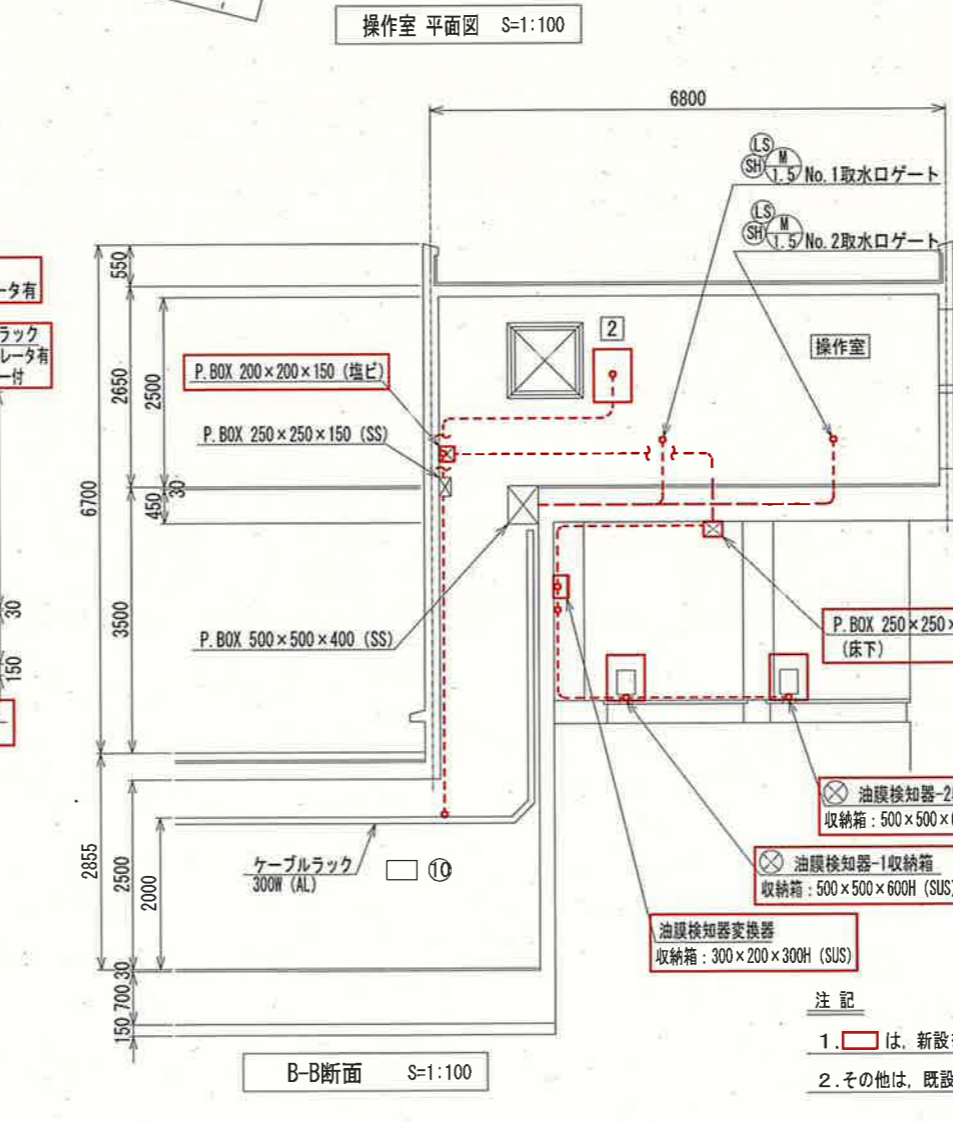 操作室 平面図 S=1:100
6800
LS
SH
M
1.5
No.1取水口ゲート
LS
SH
M
1.5
No.2取水口ゲート
ータ有
ラック
レータ有
ー付
30
150
550
2650
2500
6700
450
30
3500
2855
2500
2000
30
700
150
2
操作室
P.BOX 200×200×150 (塩ビ)
P.BOX 250×250×150 (SS)
P.BOX 500×500×400 (SS)
P.BOX 250×250×
(床下)
油膜検知器-2
収納箱:500×500×
油膜検知器-1収納箱
収納箱:500×500×600H (SUS)
油膜検知器変換器
収納箱:300×200×300H (SUS)
ケーブルラック
300W (AL)
⑩
注 記
1. は, 新設
2.その他は, 既設
B-B断面 S=1:100